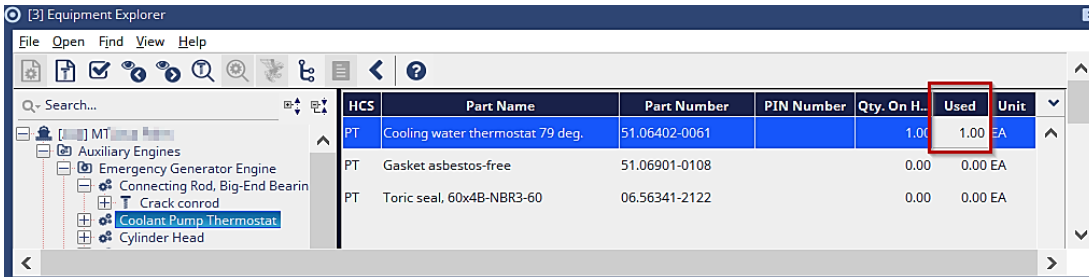 [3] Equipment Explorer
File Open Find View Help
Search...
HCS Part Name Part Number PIN Number Qty. On H... Used Unit
[ ] MT
PT Cooling water thermostat 79 deg. 51.06402-0061 1.00 1.00 EA
Auxiliary Engines
Emergency Generator Engine
PT Gasket asbestos-free 51.06901-0108 0.00 0.00 EA
Connecting Rod, Big-End Bearin
T Crack conrod
PT Toric seal, 60x4B-NBR3-60 06.56341-2122 0.00 0.00 EA
Coolant Pump Thermostat
Cylinder Head